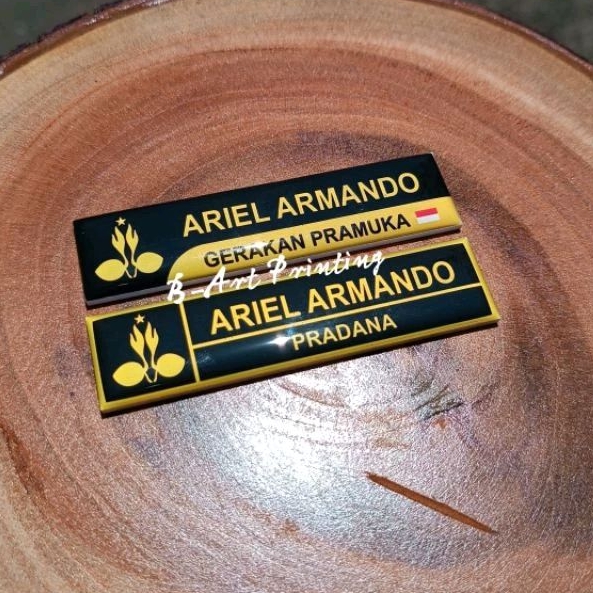 ARIEL ARMANDO
GERAKAN PRAMUKA
B-Art Printing
ARIEL ARMANDO
PRADANA